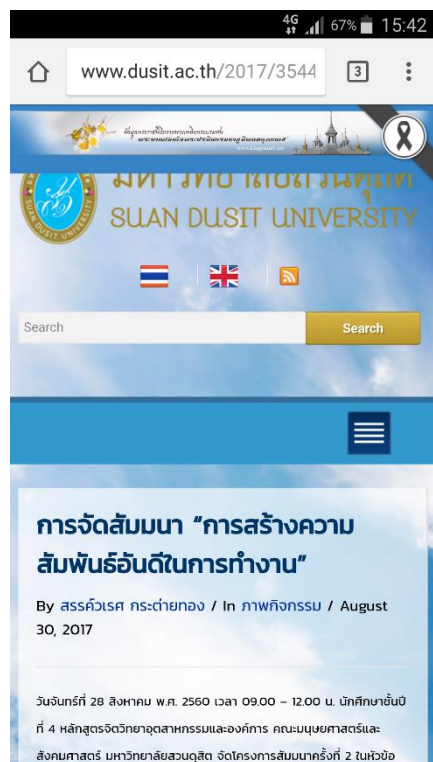 4G 67% 15:42
www.dusit.ac.th/2017/3544
3
SUAN DUSIT UNIVERSITY
Search
Search
การจัดสัมมนา “การสร้างความ
สัมพันธ์อันดีในการทำงาน”
By สรรค์วเรศ กระต่ายทอง / In ภาพกิจกรรม / August
30, 2017
วันจันทร์ที่ 28 สิงหาคม พ.ศ. 2560 เวลา 09.00 – 12.00 น. นักศึกษาชั้นปี
ที่ 4 หลักสูตรจิตวิทยาอุตสาหกรรมและองค์การ คณะมนุษยศาสตร์และ
สังคมศาสตร์ มหาวิทยาลัยสวนดุสิต จัดโครงการสัมมนาครั้งที่ 2 ในหัวข้อ